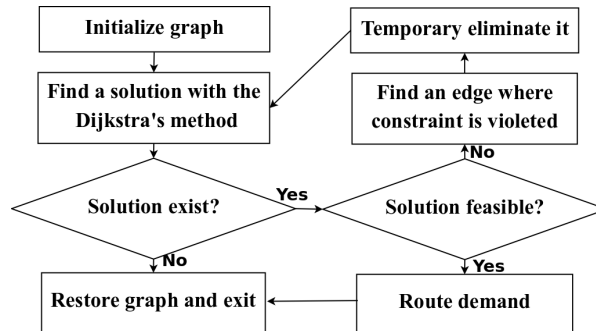 Initialize graph
Temporary eliminate it
Find a solution with the
Dijkstra's method
Find an edge where
constraint is violeted
No
Solution exist?
Yes
Solution feasible?
No
Yes
Restore graph and exit
Route demand